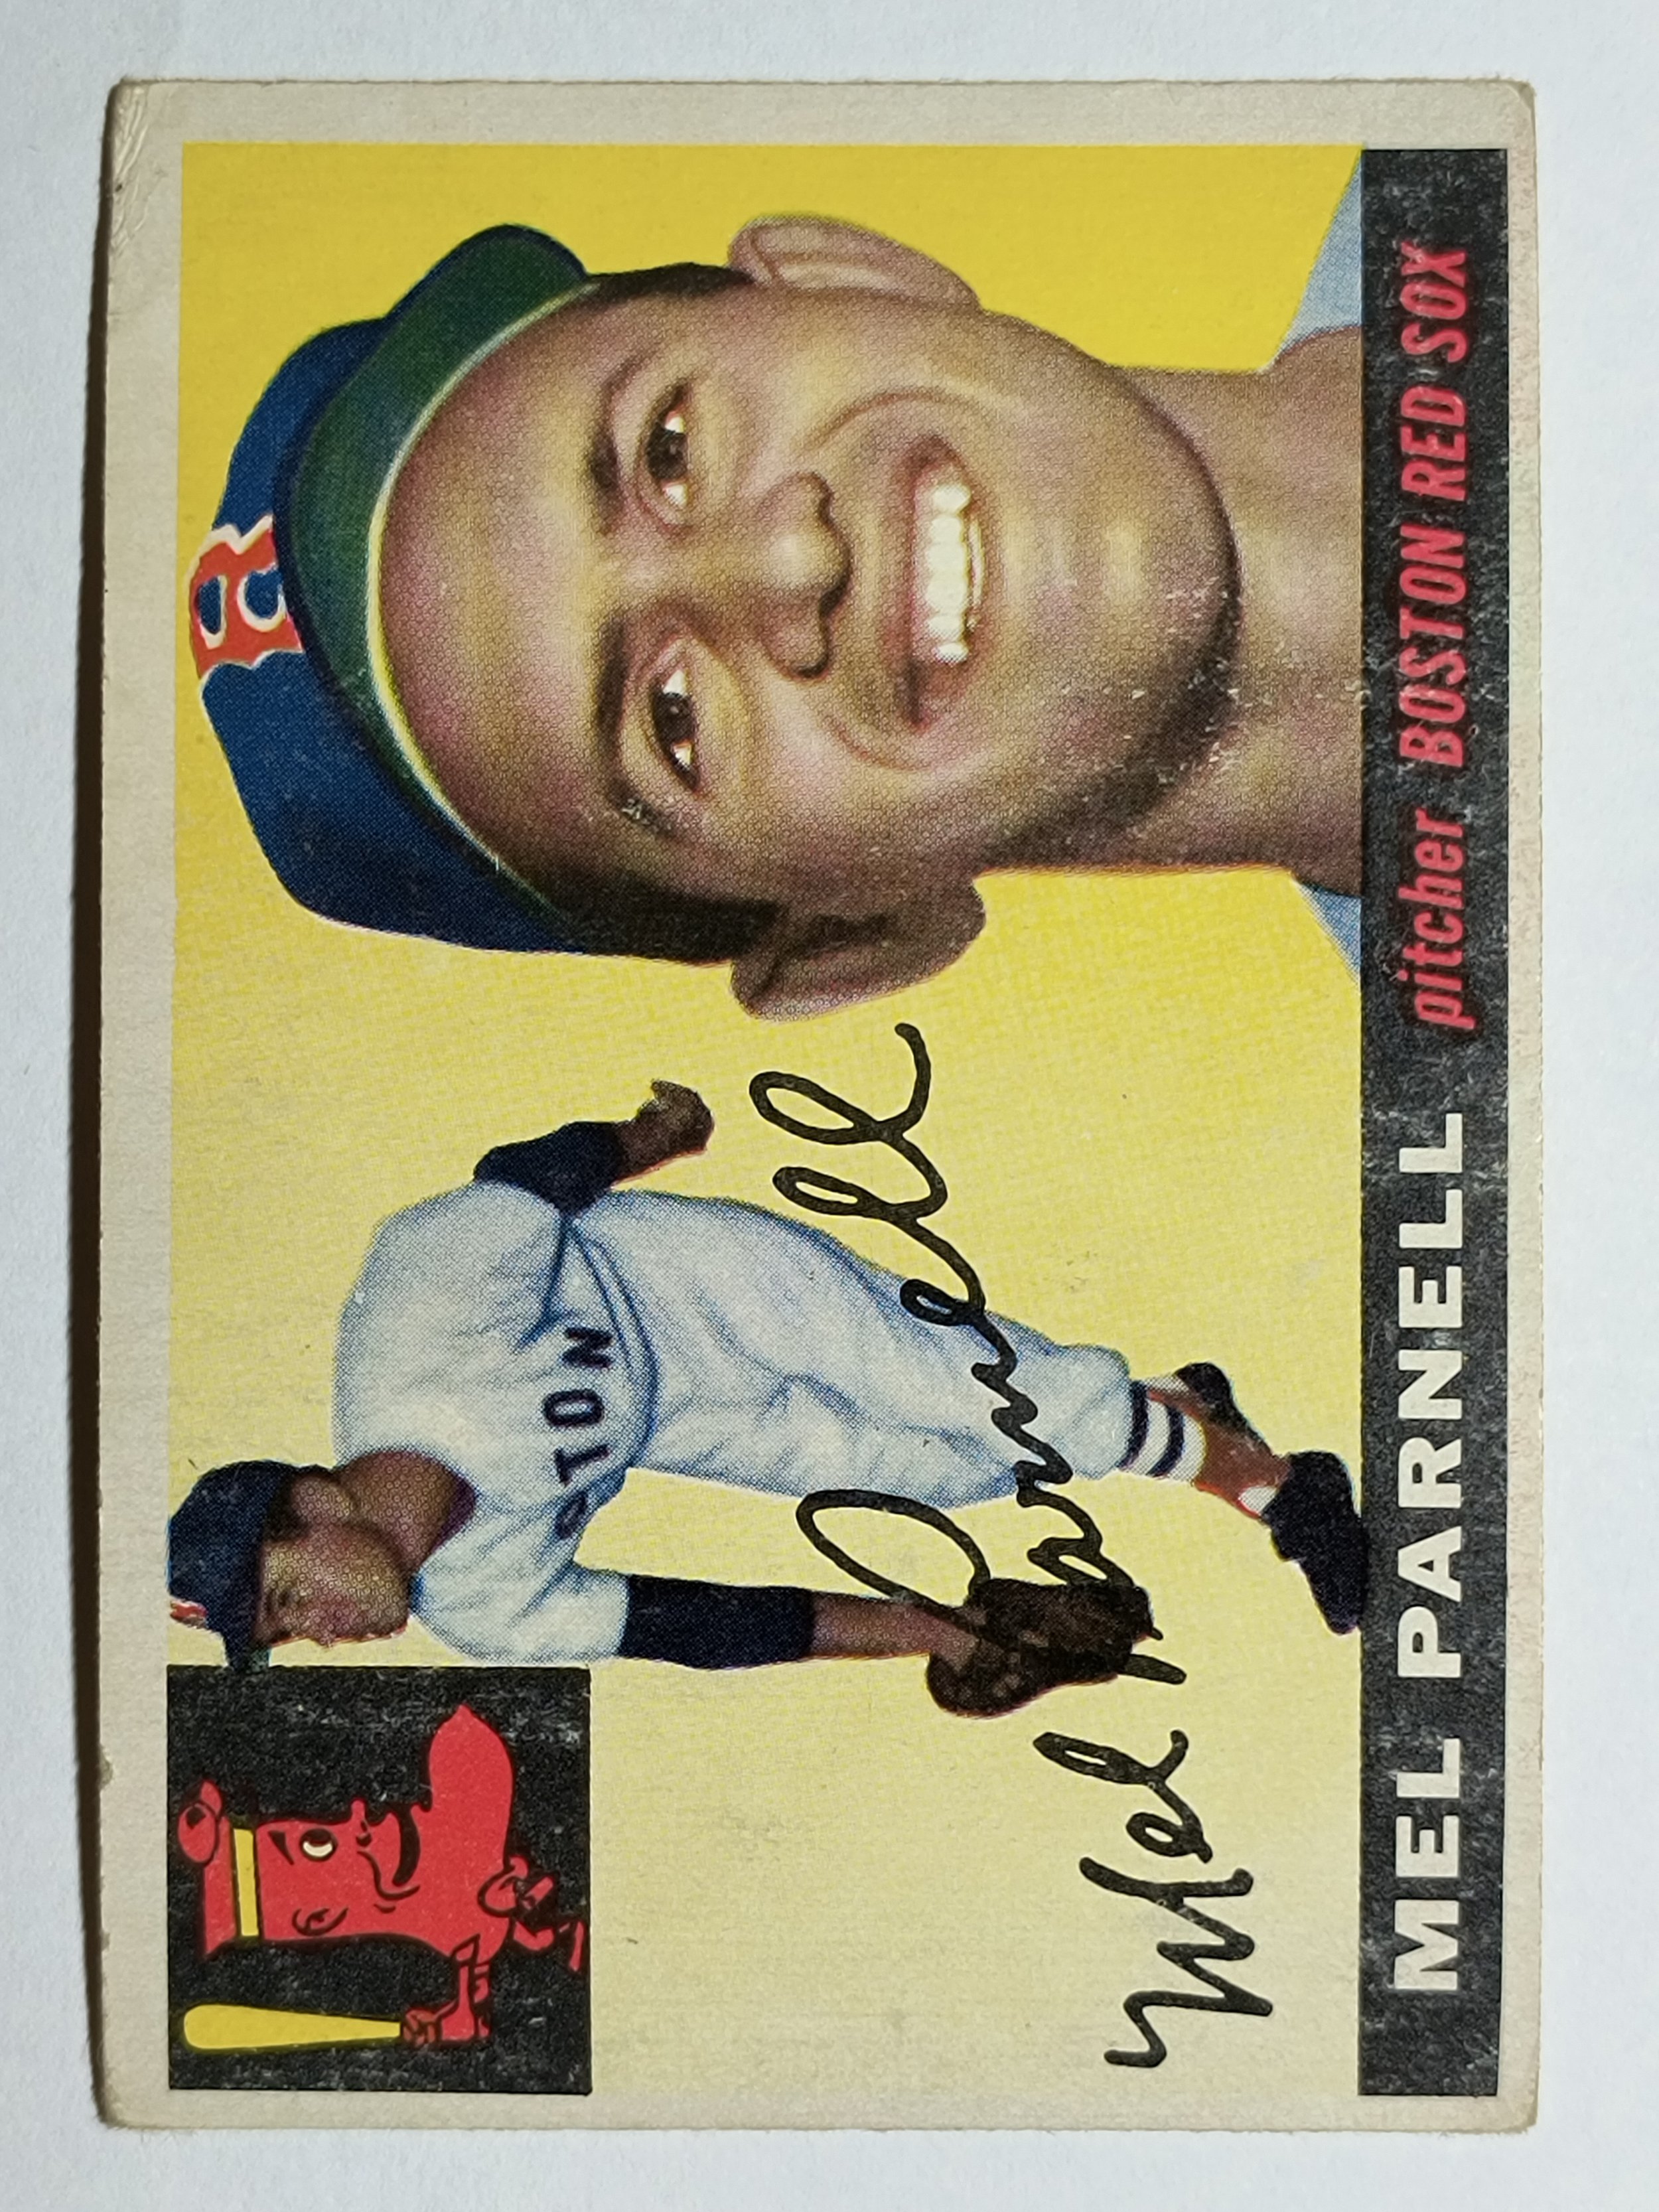 B
STON
Mel Parnell
MEL PARNELL pitcher BOSTON RED SOX